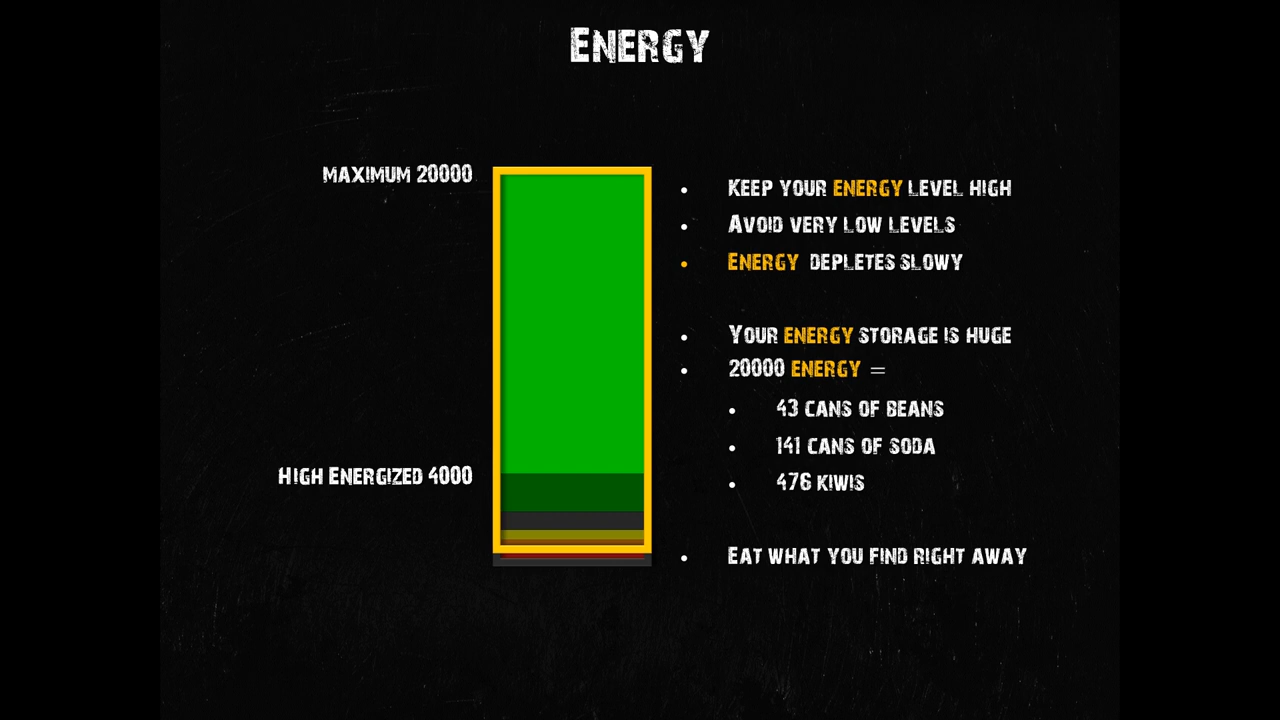 Energy
maximum 20000
High Energized 4000
keep your energy level high
Avoid very low levels
Energy depletes slowy
Your energy storage is huge
20000 energy =
43 cans of beans
141 cans of soda
476 kiwis
Eat what you find right away